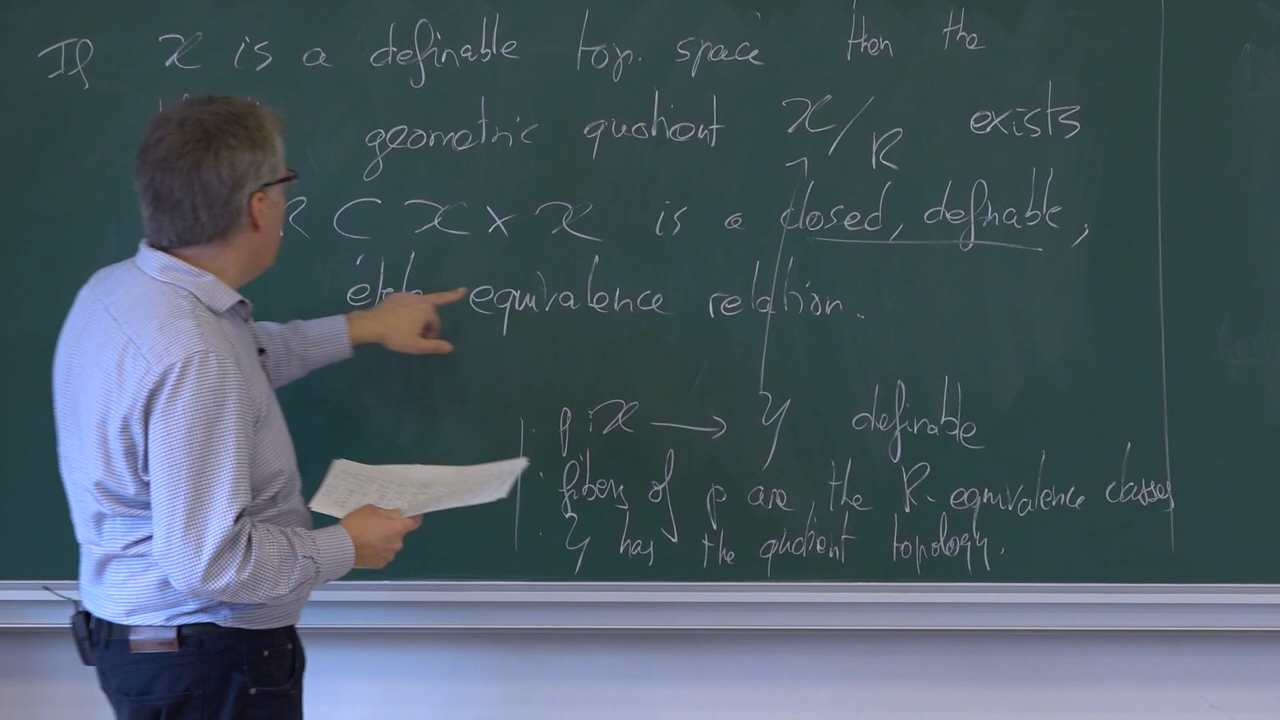 If 𝒳 is a definable top. space then the
geometric quotient 𝒳/R exists
R ⊂ 𝒳 × 𝒳 is a closed, definable,
equivalence relation.
· p : 𝒳 → 𝒴 definable
· fibers of p are the R-equivalence classes
· 𝒴 has the quotient topology.